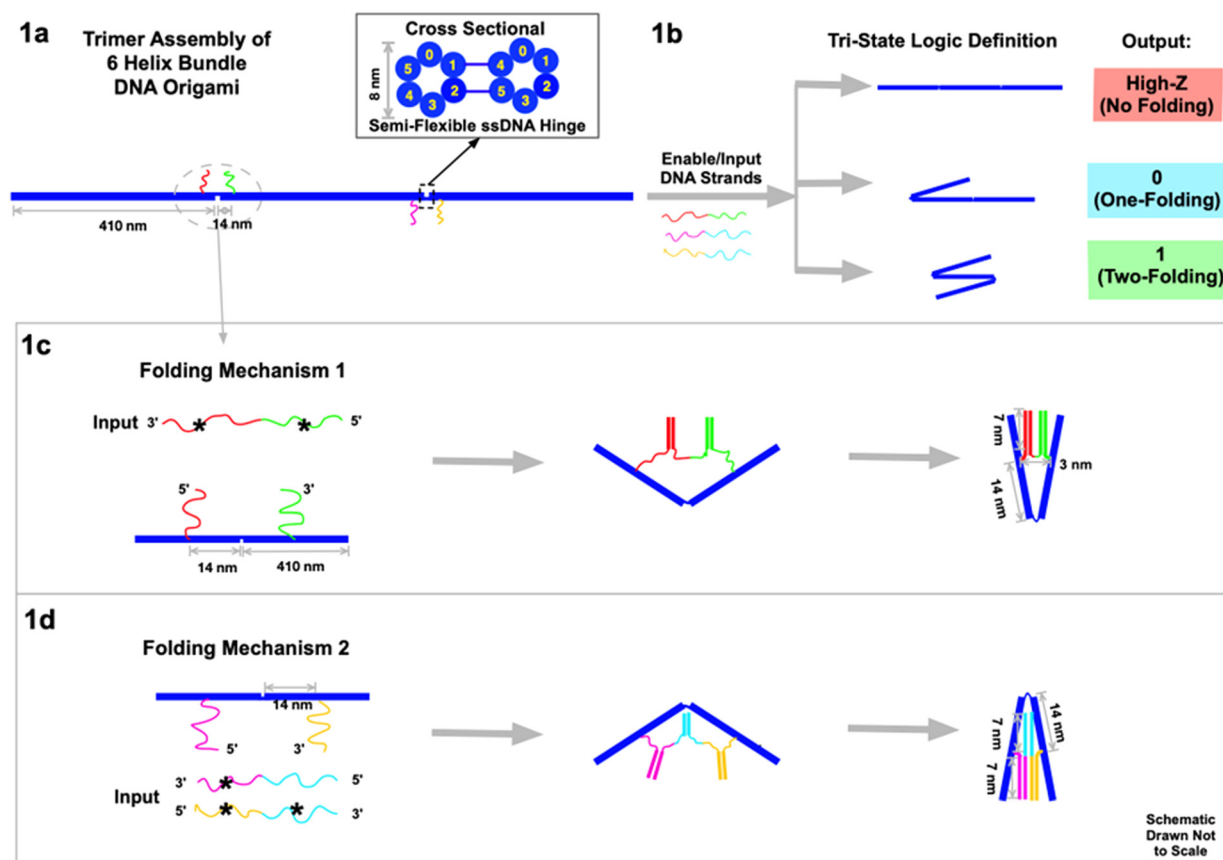 1a
Trimer Assembly of
6 Helix Bundle
DNA Origami
Cross Sectional
8 nm
0
5
1
4
2
3
0
4
1
5
2
3
Semi-Flexible ssDNA Hinge
410 nm
14 nm
1b
Tri-State Logic Definition
Output:
Enable/Input
DNA Strands
High-Z
(No Folding)
0
(One-Folding)
1
(Two-Folding)
1c
Folding Mechanism 1
Input
3'
*
*
5'
5'
3'
14 nm
410 nm
7 nm
3 nm
14 nm
1d
Folding Mechanism 2
14 nm
5'
3'
Input
3'
*
5'
5'
*
*
3'
14 nm
7 nm
7 nm
Schematic
Drawn Not
to Scale